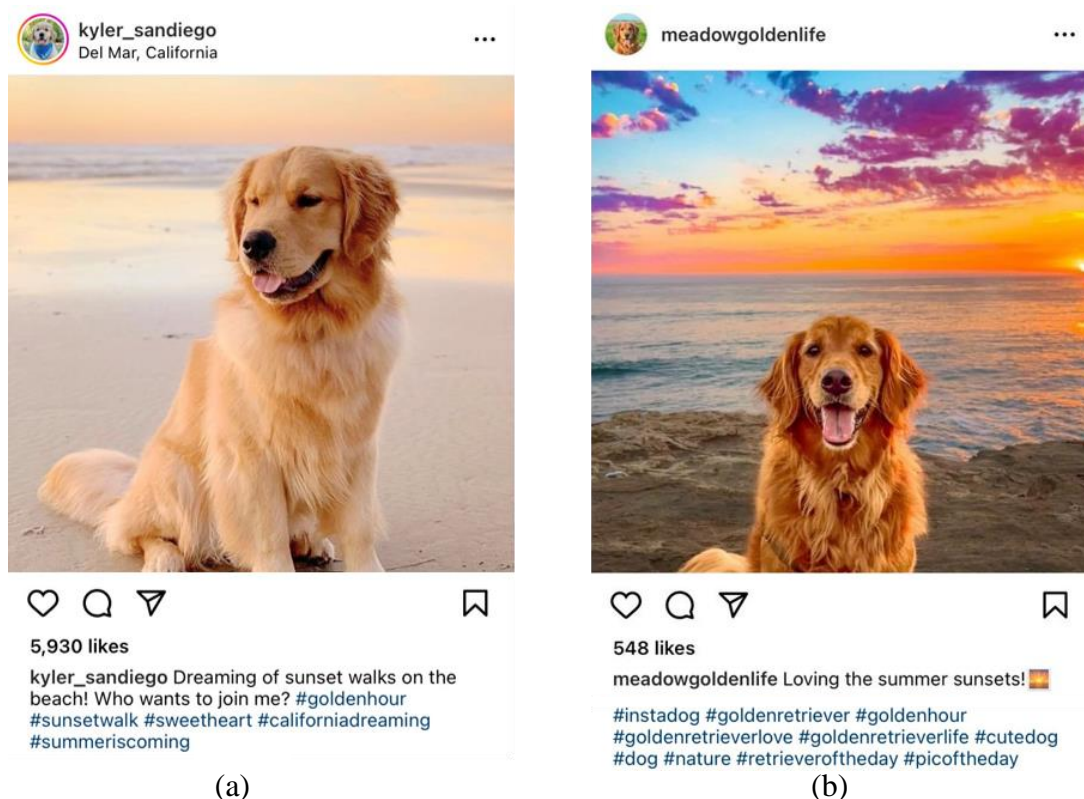 kyler_sandiego
Del Mar, California
5,930 likes
kyler_sandiego Dreaming of sunset walks on the
beach! Who wants to join me? #goldenhour
#sunsetwalk #sweetheart #californiadreaming
#summeriscoming
(a)
meadowgoldenlife
548 likes
meadowgoldenlife Loving the summer sunsets!🌅
#instadog #goldenretriever #goldenhour
#goldenretrieverlove #goldenretrieverlife #cutedog
#dog #nature #retrieveroftheday #picoftheday
(b)